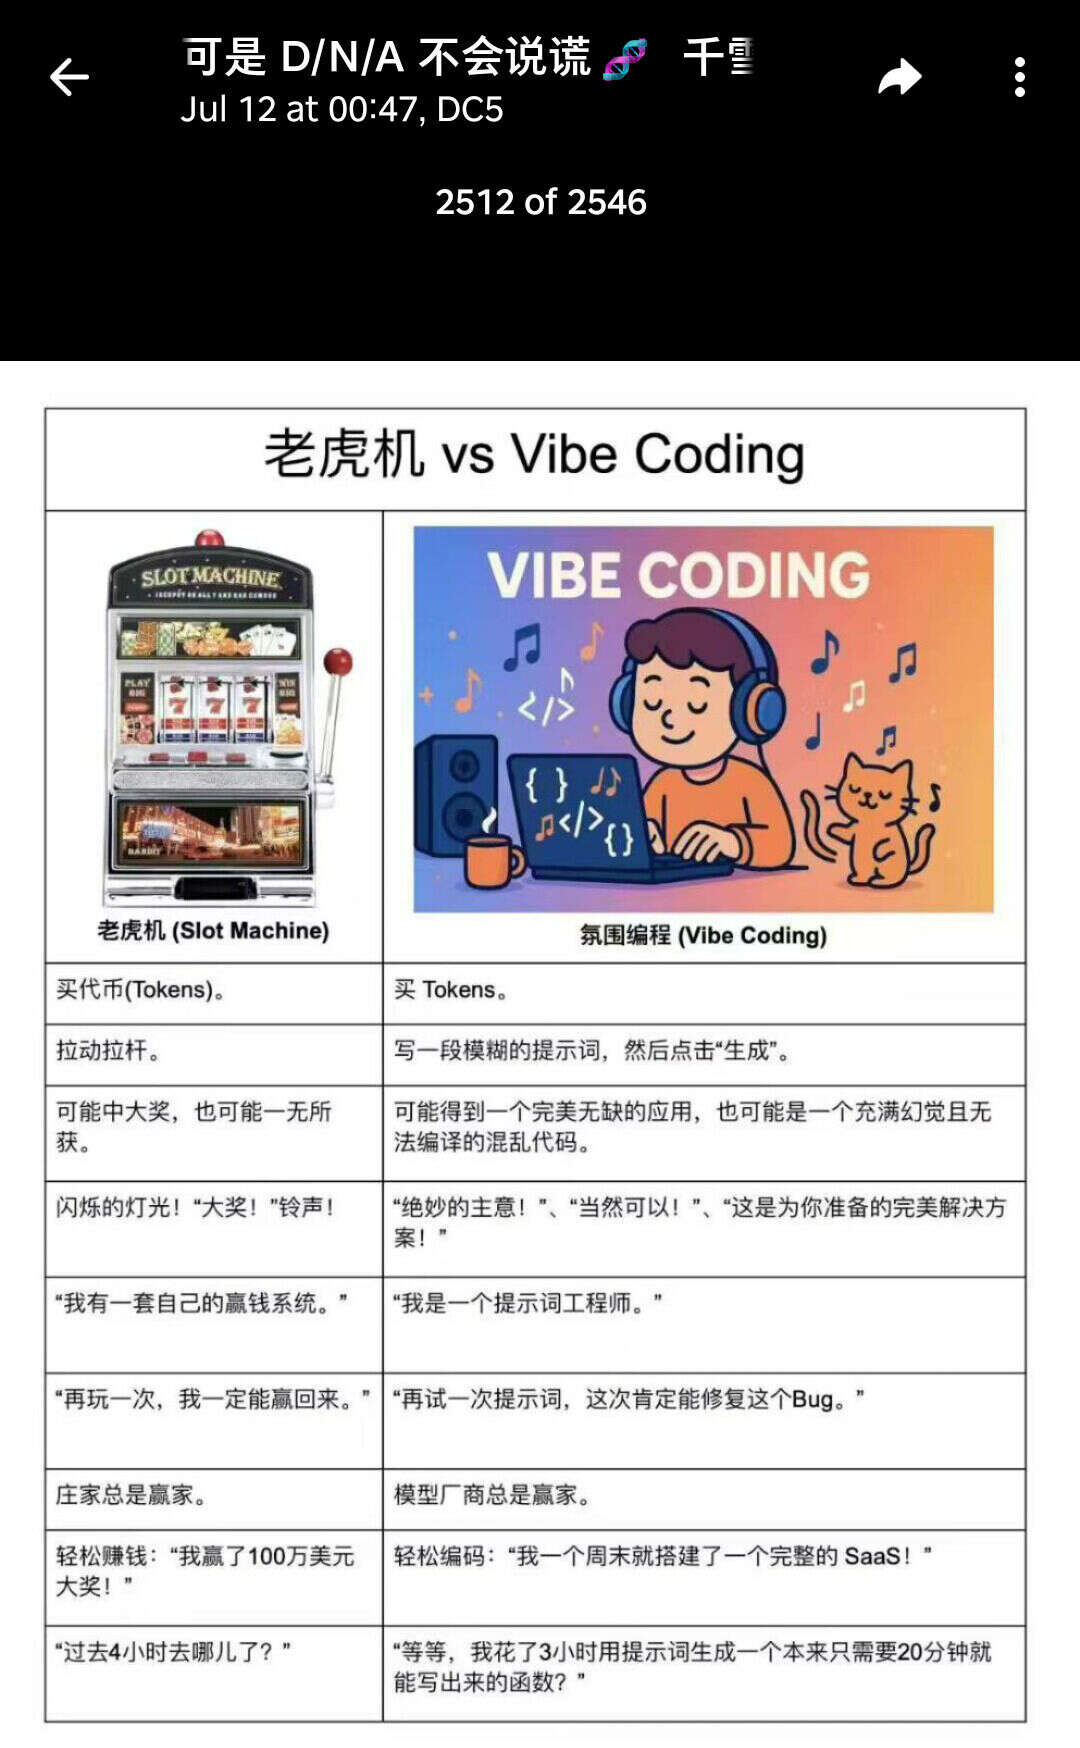 可是 D/N/A 不会说谎🧬 千雪
Jul 12 at 00:47, DC5
2512 of 2546
老虎机 vs Vibe Coding
SLOT MACHINE
PLAY BIG
WIN BIG
7 7 7
VIBE CODING
</>
{ }
</>
{}
老虎机 (Slot Machine)
氛围编程 (Vibe Coding)
买代币(Tokens)。
买 Tokens。
拉动拉杆。
写一段模糊的提示词，然后点击“生成”。
可能中大奖，也可能一无所
获。
可能得到一个完美无缺的应用，也可能是一个充满幻觉且无
法编译的混乱代码。
闪烁的灯光！“大奖！”铃声！
“绝妙的主意！”、“当然可以！”、“这是为你准备的完美解决方
案！”
“我有一套自己的赢钱系统。”
“我是一个提示词工程师。”
“再玩一次，我一定能赢回来。”
“再试一次提示词，这次肯定能修复这个Bug。”
庄家总是赢家。
模型厂商总是赢家。
轻松赚钱：“我赢了100万美元
大奖！”
轻松编码：“我一个周末就搭建了一个完整的 SaaS！”
“过去4小时去哪儿了？”
“等等，我花了3小时用提示词生成一个本来只需要20分钟就
能写出来的函数？”